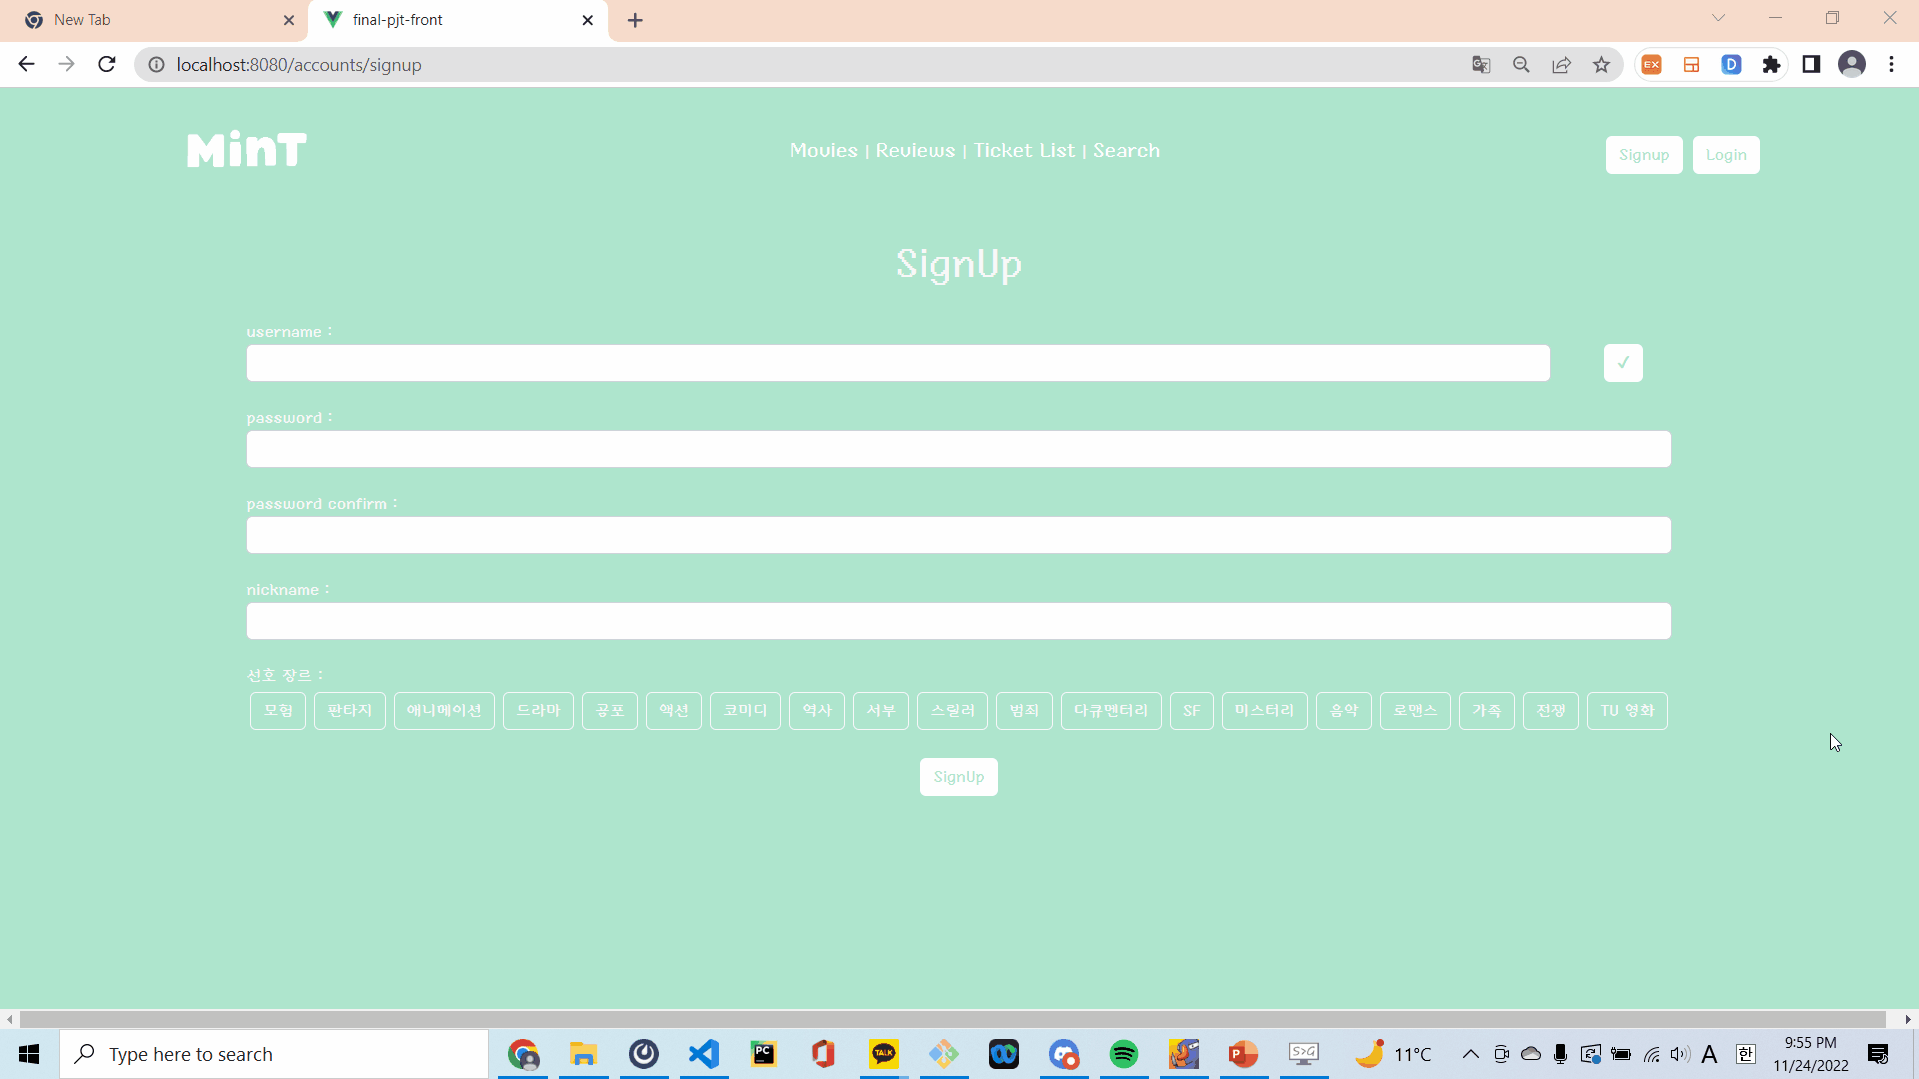 New Tab
final-pjt-front
localhost:8080/accounts/signup
MinT
Movies | Reviews | Ticket List | Search
Signup
Login
SignUp
username :
✓
password :
password confirm :
nickname :
선호 장르 :
모험 판타지 애니메이션 드라마 공포 액션 코미디 역사 서부 스릴러 범죄 다큐멘터리 SF 미스터리 음악 로맨스 가족 전쟁 TV 영화
SignUp
Type here to search
PC
TALK
P
S>G
11°C
A
한
9:55 PM
11/24/2022
EX
D